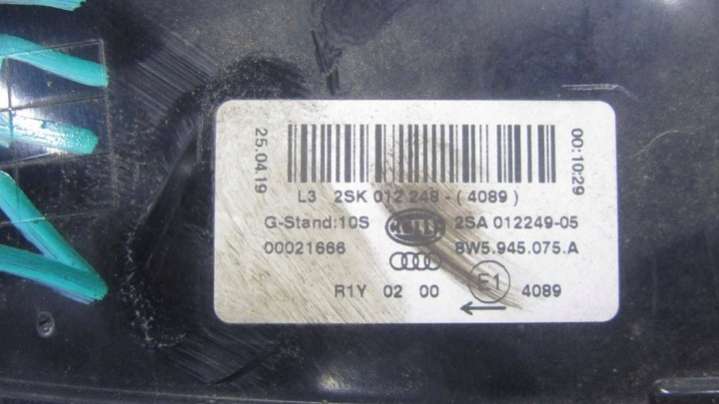 25.04.19
00:10:29
L3 2SK 012 248 - ( 4089 )
G-Stand:10S HELLA 2SA 012249-05
00021666 8W5.945.075.A
R1Y 02 00 E1 4089